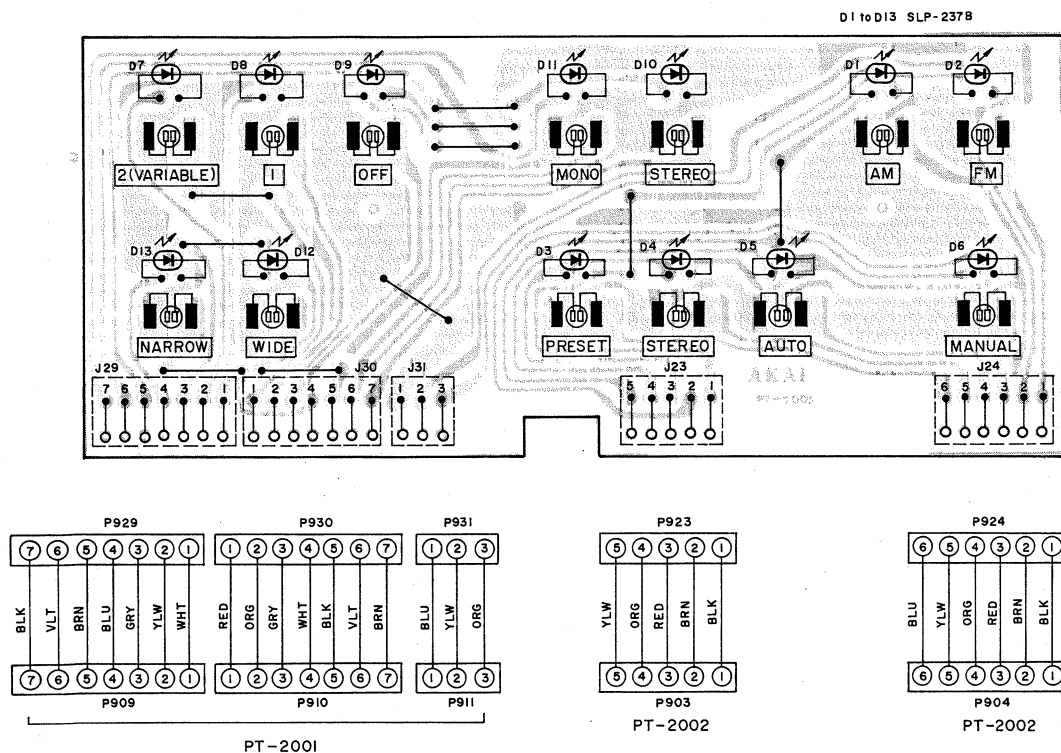 D1 to D13 SLP-237B
D7 D8 D9 D11 D10 D1 D2
2(VARIABLE) 1 OFF MONO STEREO AM FM
D13 D12 D3 D4 D5 D6
NARROW WIDE PRESET STEREO AUTO MANUAL
J29 J30 J31 J23 J24
AKAI
7 6 5 4 3 2 1 1 2 3 4 5 6 7 1 2 3 5 4 3 2 1 6 5 4 3 2 1
P929 P930 P931 P923 P924
7 6 5 4 3 2 1 1 2 3 4 5 6 7 1 2 3 5 4 3 2 1 6 5 4 3 2 1
BLK VLT BRN BLU GRY YLW WHT RED ORG GRY WHT BLK VLT BRN BLU YLW ORG YLW ORG RED BRN BLK BLU YLW ORG RED BRN BLK
7 6 5 4 3 2 1 1 2 3 4 5 6 7 1 2 3 5 4 3 2 1 6 5 4 3 2 1
P909 P910 P911 P903 P904
PT-2001 PT-2002 PT-2002